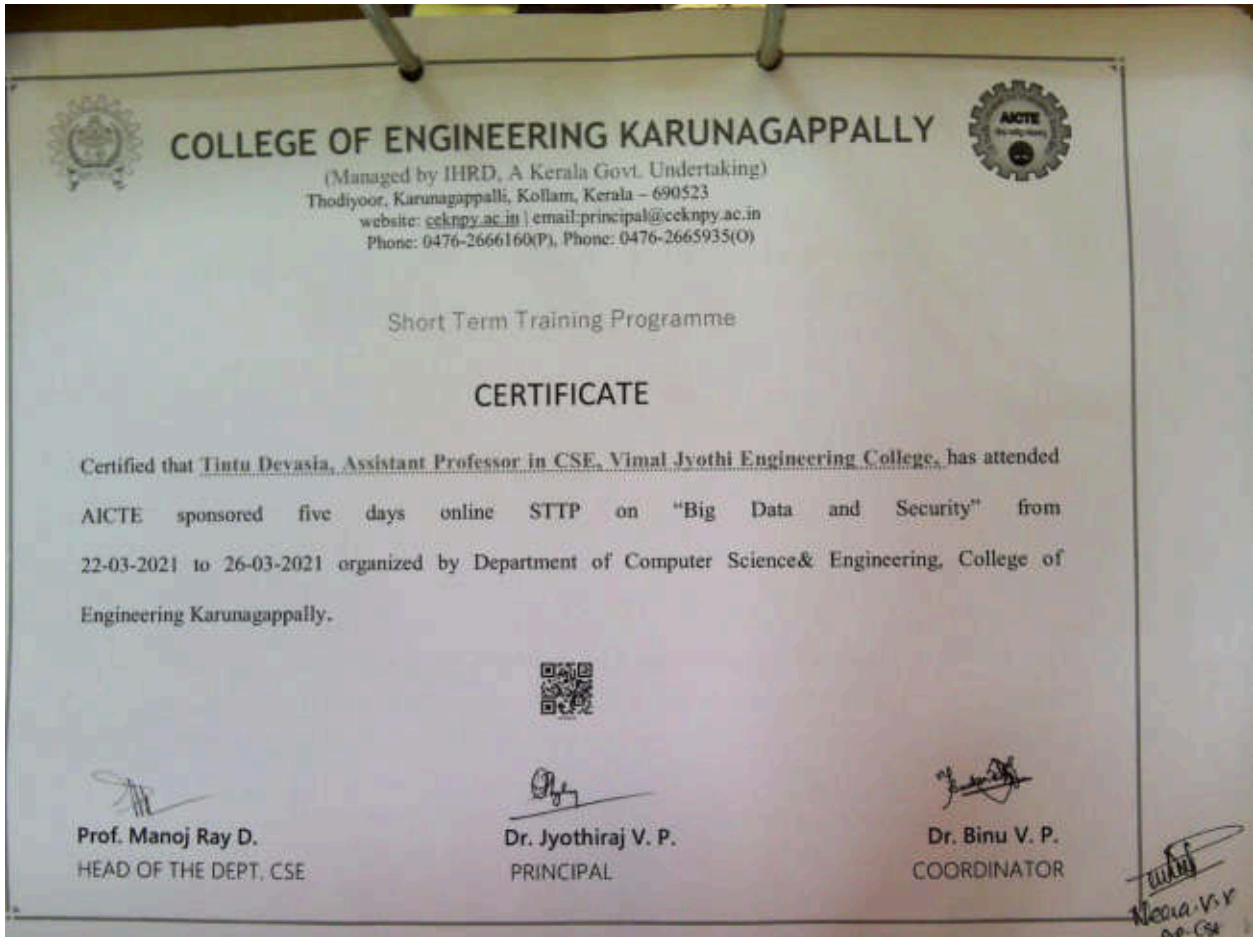 COLLEGE OF ENGINEERING KARUNAGAPPALLY
AICTE
(Managed by IHRD, A Kerala Govt. Undertaking)
Thodiyoor, Karunagappalli, Kollam, Kerala – 690523
website: ceknpy.ac.in | email:principal@ceknpy.ac.in
Phone: 0476-2666160(P), Phone: 0476-2665935(O)
Short Term Training Programme
CERTIFICATE
Certified that Tintu Devasia, Assistant Professor in CSE, Vimal Jyothi Engineering College, has attended
AICTE sponsored five days online STTP on “Big Data and Security” from
22-03-2021 to 26-03-2021 organized by Department of Computer Science& Engineering, College of
Engineering Karunagappally.
Prof. Manoj Ray D.
HEAD OF THE DEPT. CSE
Dr. Jyothiraj V. P.
PRINCIPAL
Dr. Binu V. P.
COORDINATOR